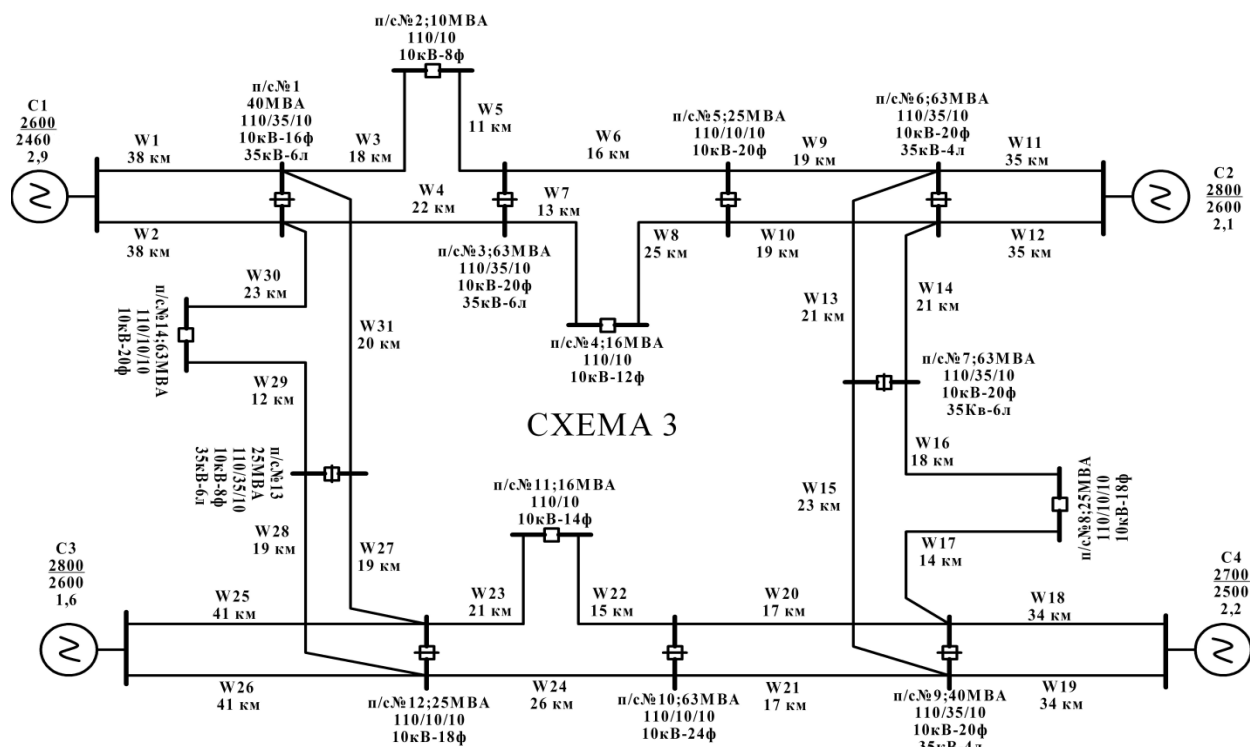 п/с№2;10МВА
110/10
10кВ-8ф
С1
2600
2460
2,9
W1
38 км
п/с№1
40МВА
110/35/10
10кВ-16ф
35кВ-6л
W3
18 км
W5
11 км
W6
16 км
п/с№5;25МВА
110/10/10
10кВ-20ф
W9
19 км
п/с№6;63МВА
110/35/10
10кВ-20ф
35кВ-4л
W11
35 км
С2
2800
2600
2,1
W2
38 км
W4
22 км
W7
13 км
п/с№3;63МВА
110/35/10
10кВ-20ф
35кВ-6л
W8
25 км
W10
19 км
W12
35 км
W30
23 км
W31
20 км
W13
21 км
W14
21 км
п/с№14;63МВА
110/10/10
10кВ-20ф
п/с№4;16МВА
110/10
10кВ-12ф
W29
12 км
п/с№7;63МВА
110/35/10
10кВ-20ф
35Кв-6л
СХЕМА 3
п/с№13
25МВА
110/35/10
10кВ-8ф
35кВ-6л
W16
18 км
п/с№11;16МВА
110/10
10кВ-14ф
W15
23 км
п/с№8;25МВА
110/10/10
10кВ-18ф
W28
19 км
W27
19 км
W17
14 км
С3
2800
2600
1,6
W25
41 км
W23
21 км
W22
15 км
W20
17 км
W18
34 км
С4
2700
2500
2,2
W26
41 км
п/с№12;25МВА
110/10/10
10кВ-18ф
W24
26 км
п/с№10;63МВА
110/10/10
10кВ-24ф
W21
17 км
п/с№9;40МВА
110/35/10
10кВ-20ф
35кВ-4л
W19
34 км